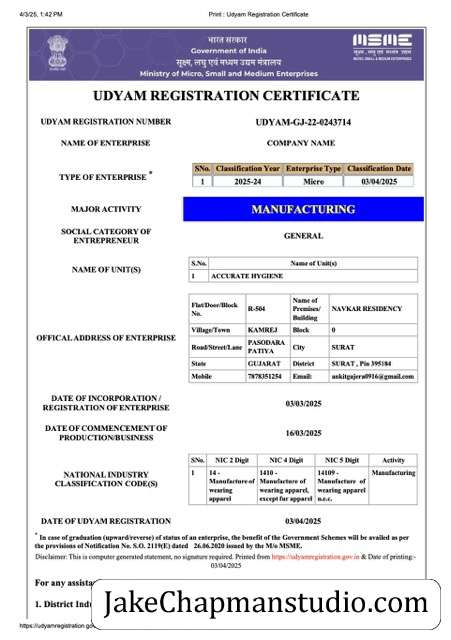 4/3/25, 1:42 PM Print : Udyam Registration Certificate
भारत सरकार
Government of India
सूक्ष्म, लघु एवं मध्यम उद्यम मंत्रालय
Ministry of Micro, Small and Medium Enterprises
MSME
MICRO, SMALL & MEDIUM ENTERPRISES
UDYAM REGISTRATION CERTIFICATE
UDYAM REGISTRATION NUMBER UDYAM-GJ-22-0243714
NAME OF ENTERPRISE COMPANY NAME
TYPE OF ENTERPRISE *
SNo. Classification Year Enterprise Type Classification Date
1 2025-24 Micro 03/04/2025
MAJOR ACTIVITY MANUFACTURING
SOCIAL CATEGORY OF
ENTREPRENEUR
GENERAL
NAME OF UNIT(S)
S.No. Name of Unit(s)
1 ACCURATE HYGIENE
OFFICAL ADDRESS OF ENTERPRISE
Flat/Door/Block No. R-504 Name of Premises/ Building NAVKAR RESIDENCY
Village/Town KAMREJ Block 0
Road/Street/Lane PASODARA PATIYA City SURAT
State GUJARAT District SURAT , Pin 395184
Mobile 7878351254 Email: ankitgajera0916@gmail.com
DATE OF INCORPORATION /
REGISTRATION OF ENTERPRISE
03/03/2025
DATE OF COMMENCEMENT OF
PRODUCTION/BUSINESS
16/03/2025
NATIONAL INDUSTRY
CLASSIFICATION CODE(S)
SNo. NIC 2 Digit NIC 4 Digit NIC 5 Digit Activity
1 14 - Manufacture of wearing apparel 1410 - Manufacture of wearing apparel, except fur apparel 14109 - Manufacture of wearing apparel n.e.c. Manufacturing
DATE OF UDYAM REGISTRATION 03/04/2025
* In case of graduation (upward/reverse) of status of an enterprise, the benefit of the Government Schemes will be availed as per
the provisions of Notification No. S.O. 2119(E) dated 26.06.2020 issued by the M/o MSME.
Disclaimer: This is computer generated statement, no signature required. Printed from https://udyamregistration.gov.in & Date of printing:-
03/04/2025
For any assista
1. District Indu
https://udyamregistration.go
JakeChapmanstudio.com